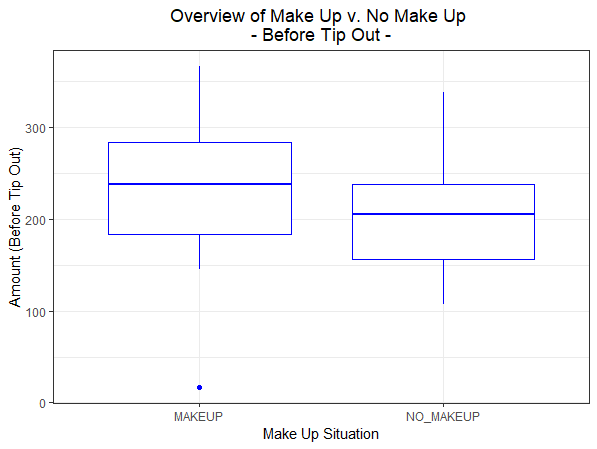 Overview of Make Up v. No Make Up
- Before Tip Out -
Amount (Before Tip Out)
300
200
100
0
MAKEUP
NO_MAKEUP
Make Up Situation